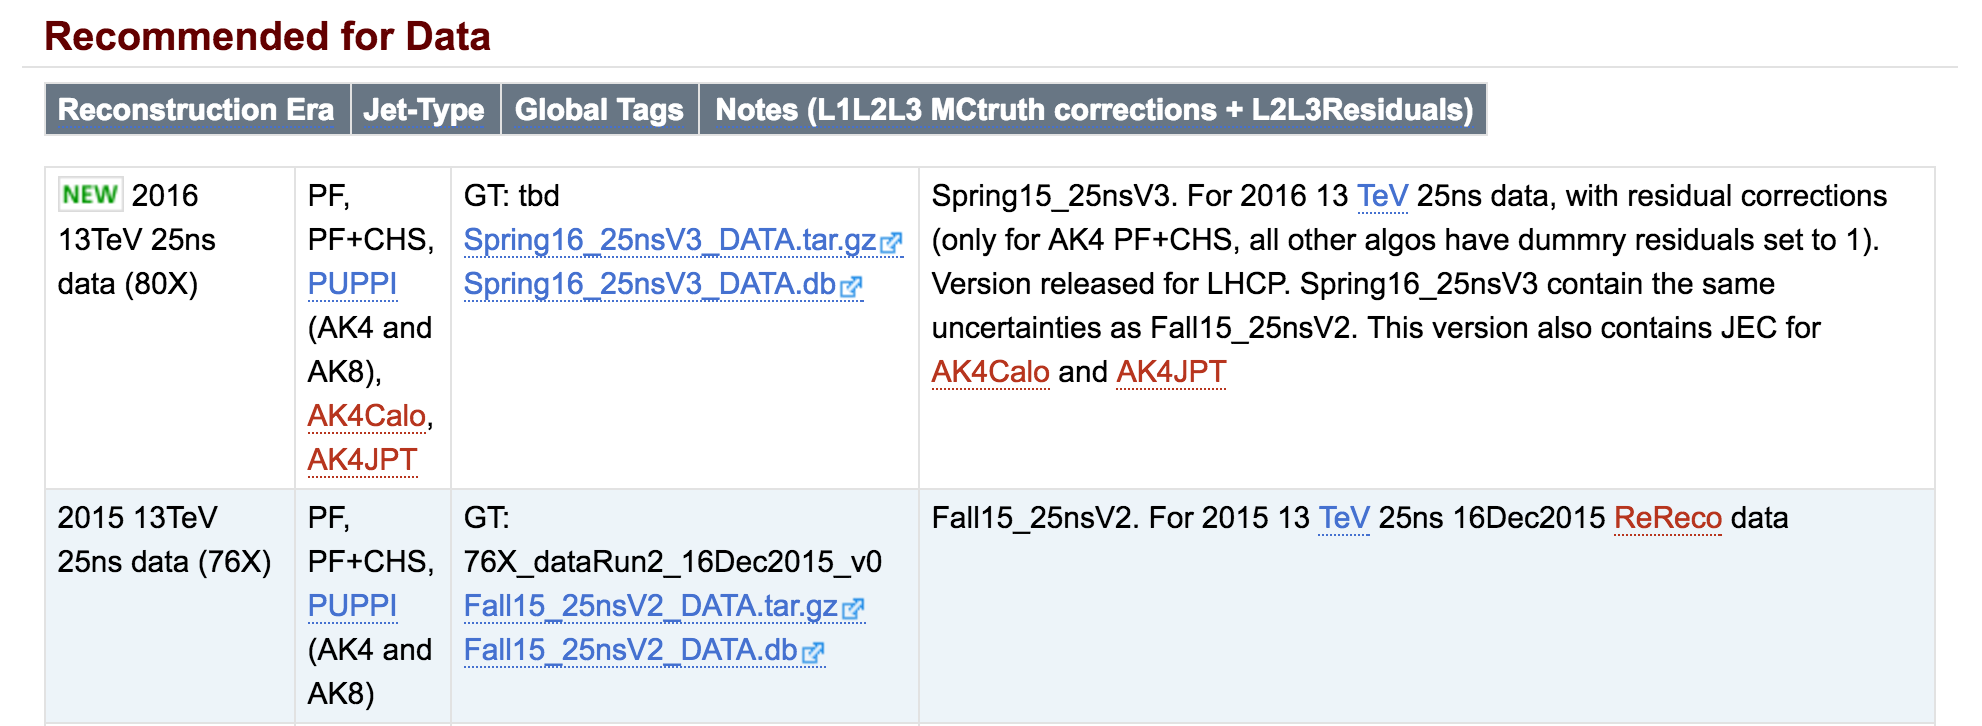 Recommended for Data
Reconstruction Era Jet-Type Global Tags Notes (L1L2L3 MCtruth corrections + L2L3Residuals)
NEW 2016
13TeV 25ns
data (80X)
PF,
PF+CHS,
PUPPI
(AK4 and
AK8),
AK4Calo,
AK4JPT
GT: tbd
Spring16_25nsV3_DATA.tar.gz
Spring16_25nsV3_DATA.db
Spring15_25nsV3. For 2016 13 TeV 25ns data, with residual corrections
(only for AK4 PF+CHS, all other algos have dummry residuals set to 1).
Version released for LHCP. Spring16_25nsV3 contain the same
uncertainties as Fall15_25nsV2. This version also contains JEC for
AK4Calo and AK4JPT
2015 13TeV
25ns data (76X)
PF,
PF+CHS,
PUPPI
(AK4 and
AK8)
GT:
76X_dataRun2_16Dec2015_v0
Fall15_25nsV2_DATA.tar.gz
Fall15_25nsV2_DATA.db
Fall15_25nsV2. For 2015 13 TeV 25ns 16Dec2015 ReReco data